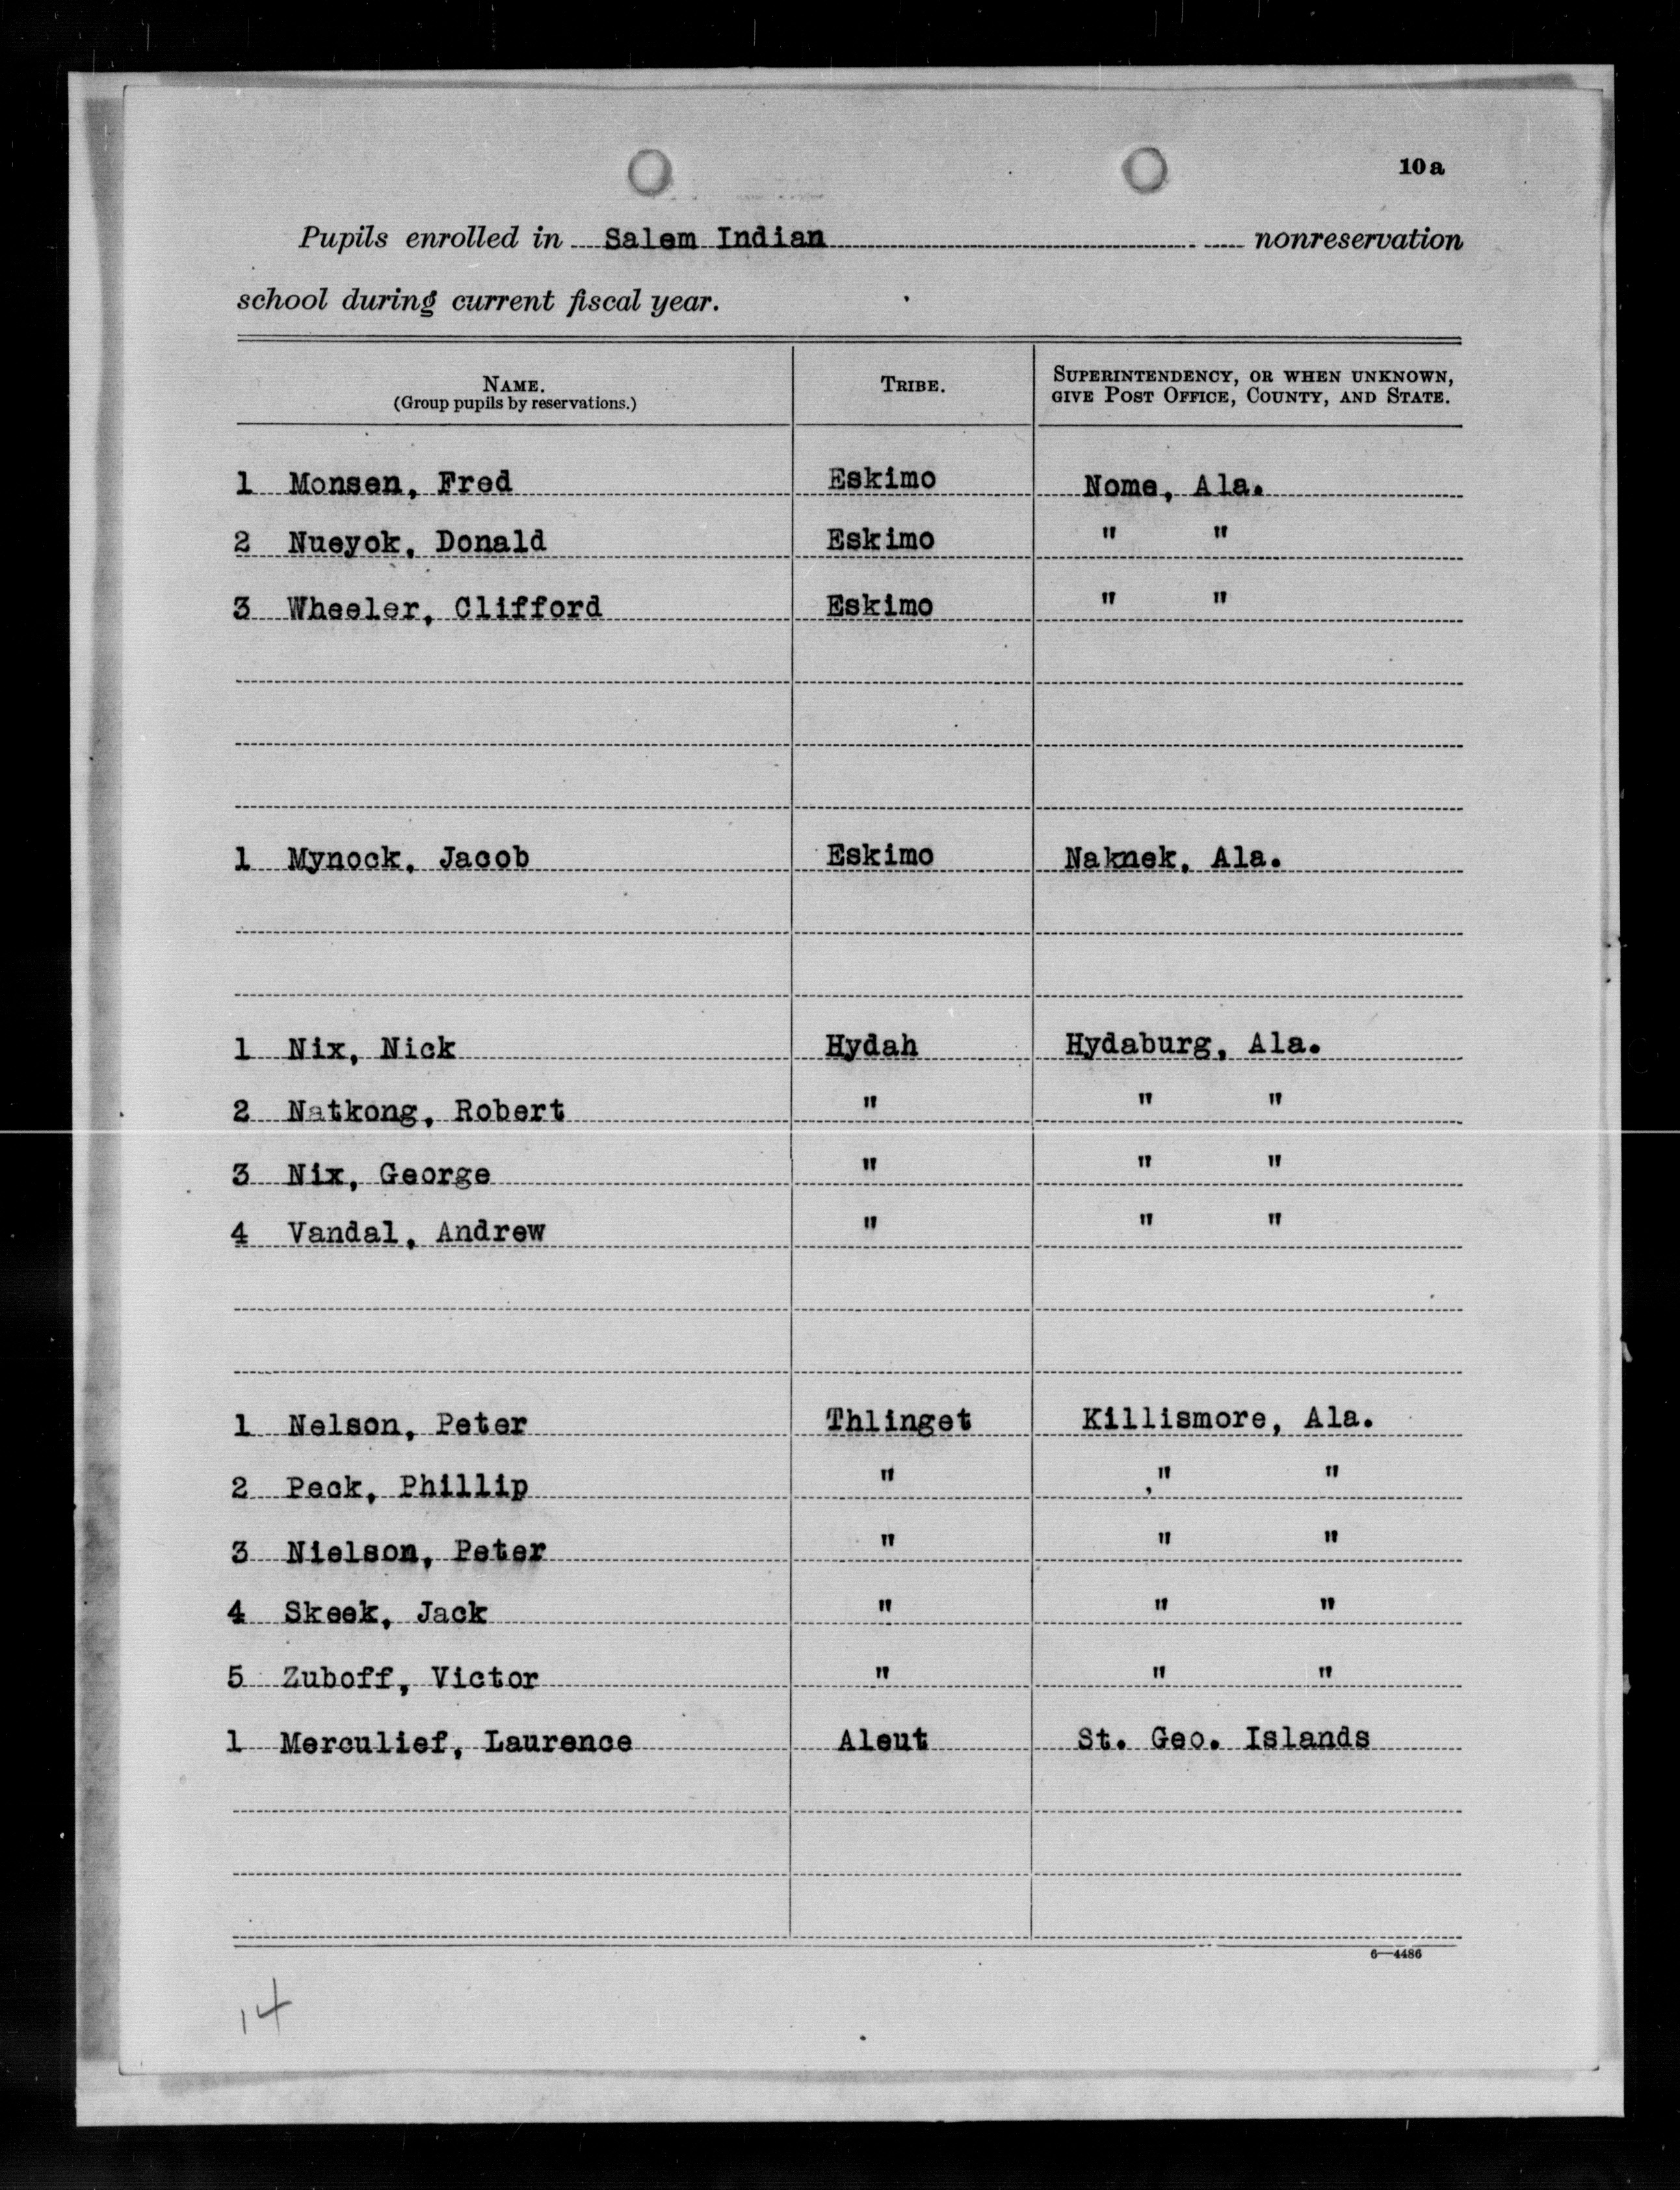 10a
Pupils enrolled in Salem Indian nonreservation
school during current fiscal year.
NAME. TRIBE. SUPERINTENDENCY, OR WHEN UNKNOWN,
(Group pupils by reservations.) GIVE POST OFFICE, COUNTY, AND STATE.
1 Monsen, Fred Eskimo Nome, Ala.
2 Nueyok, Donald Eskimo " "
3 Wheeler, Clifford Eskimo " "
1 Mynock, Jacob Eskimo Naknek, Ala.
1 Nix, Nick Hydah Hydaburg, Ala.
2 Natkong, Robert " " "
3 Nix, George " " "
4 Vandal, Andrew " " "
1 Nelson, Peter Thlinget Killismore, Ala.
2 Peck, Phillip " " "
3 Nielson, Peter " " "
4 Skeek, Jack " " "
5 Zuboff, Victor " " "
1 Merculief, Laurence Aleut St. Geo. Islands
6—4486
14